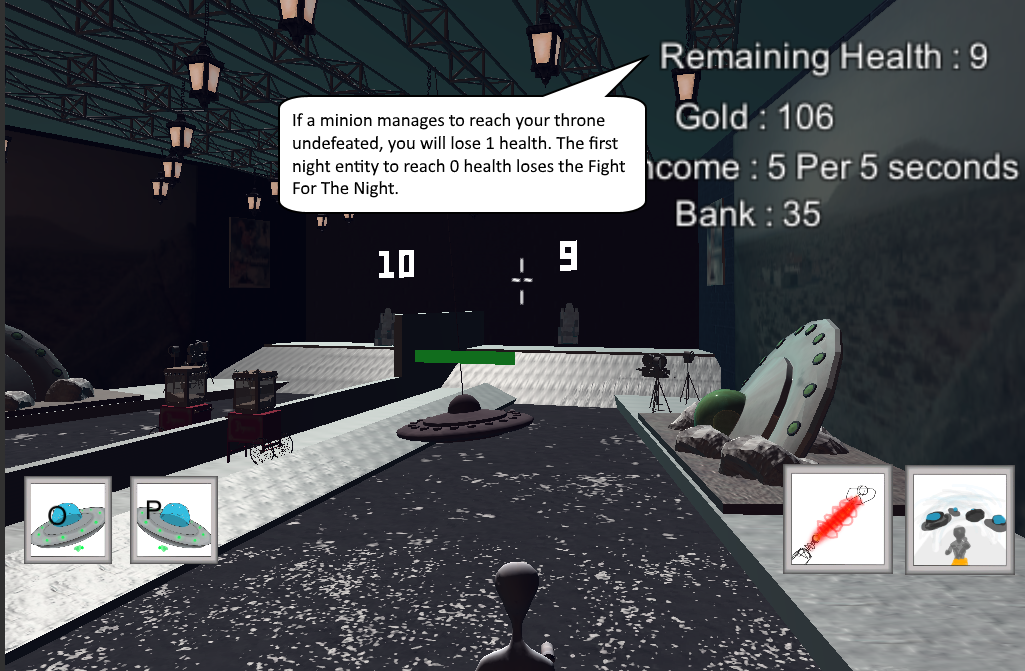 Remaining Health : 9
Gold : 106
ncome : 5 Per 5 seconds
Bank : 35
If a minion manages to reach your throne
undefeated, you will lose 1 health. The first
night entity to reach 0 health loses the Fight
For The Night.
10
9
O
P